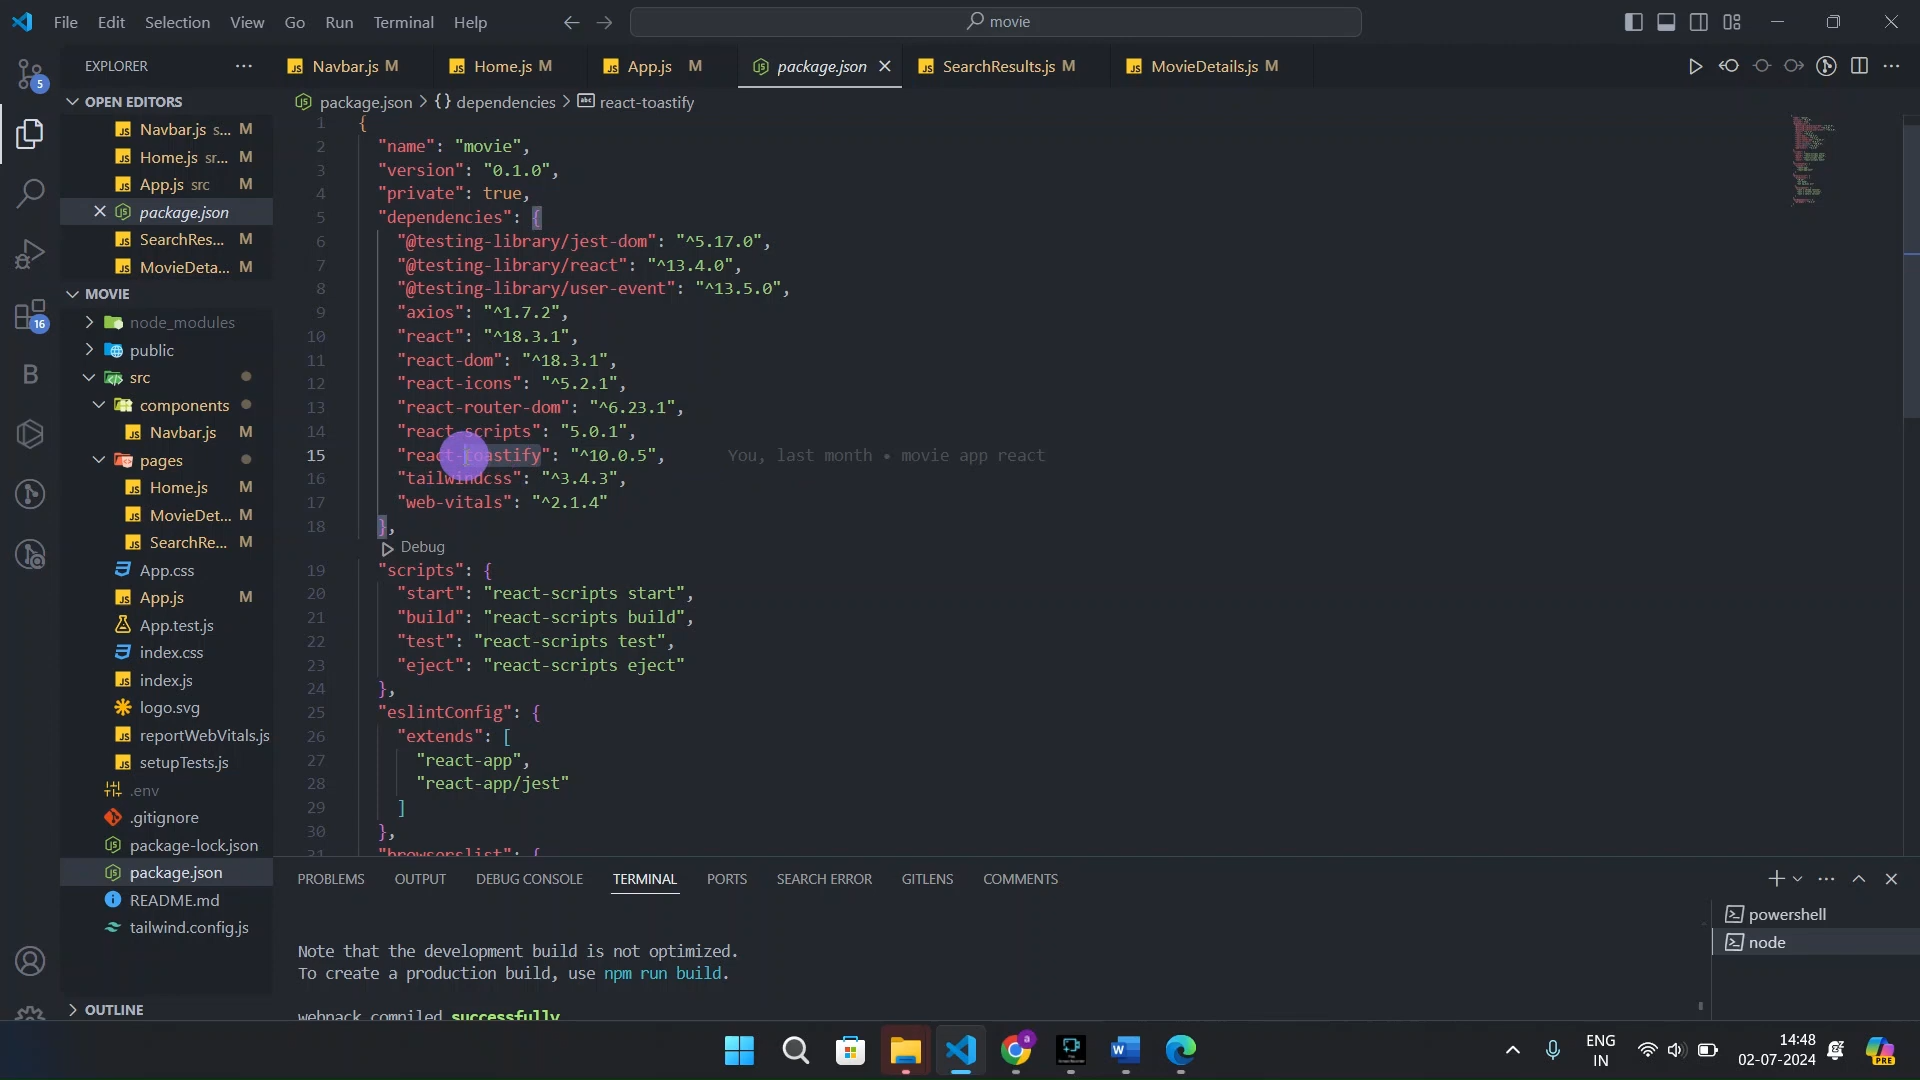 File Edit Selection View Go Run Terminal Help
movie
EXPLORER
Navbar.js M
Home.js M
App.js M
package.json
SearchResults.js M
MovieDetails.js M
package.json > {} dependencies > react-toastify
5
16
B
OPEN EDITORS
Navbar.js s... M
Home.js sr... M
App.js src M
package.json
SearchRes... M
MovieDeta... M
MOVIE
node_modules
public
src
components
Navbar.js M
pages
Home.js M
MovieDet... M
SearchRe... M
App.css
App.js M
App.test.js
index.css
index.js
logo.svg
reportWebVitals.js
setupTests.js
.env
.gitignore
package-lock.json
package.json
README.md
tailwind.config.js
OUTLINE
1 {
2 "name": "movie",
3 "version": "0.1.0",
4 "private": true,
5 "dependencies": {
6 "@testing-library/jest-dom": "^5.17.0",
7 "@testing-library/react": "^13.4.0",
8 "@testing-library/user-event": "^13.5.0",
9 "axios": "^1.7.2",
10 "react": "^18.3.1",
11 "react-dom": "^18.3.1",
12 "react-icons": "^5.2.1",
13 "react-router-dom": "^6.23.1",
14 "react-scripts": "5.0.1",
15 "react-toastify": "^10.0.5", You, last month • movie app react
16 "tailwindcss": "^3.4.3",
17 "web-vitals": "^2.1.4"
18 },
Debug
19 "scripts": {
20 "start": "react-scripts start",
21 "build": "react-scripts build",
22 "test": "react-scripts test",
23 "eject": "react-scripts eject"
24 },
25 "eslintConfig": {
26 "extends": [
27 "react-app",
28 "react-app/jest"
29 ]
30 },
31 "browserslist": {
PROBLEMS OUTPUT DEBUG CONSOLE TERMINAL PORTS SEARCH ERROR GITLENS COMMENTS
Note that the development build is not optimized.
To create a production build, use npm run build.
webpack compiled successfully
powershell
node
ENG
IN
14:48
02-07-2024